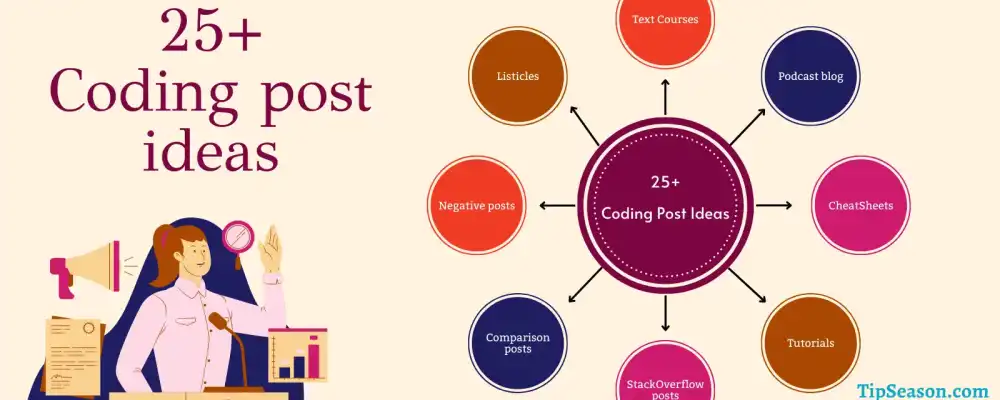 25+
Coding post
ideas
Text Courses
Listicles
Podcast blog
25+
Coding Post Ideas
Negative posts
CheatSheets
Comparison
posts
Tutorials
StackOverflow
posts
TipSeason.com